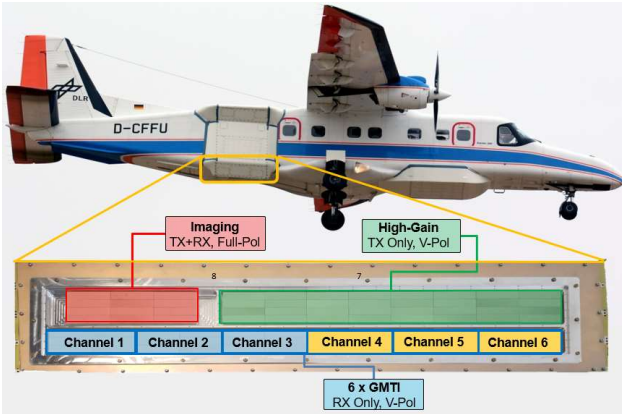 DLR
D-CFFU
Imaging
TX+RX, Full-Pol
High-Gain
TX Only, V-Pol
8
7
Channel 1
Channel 2
Channel 3
Channel 4
Channel 5
Channel 6
6 x GMTI
RX Only, V-Pol